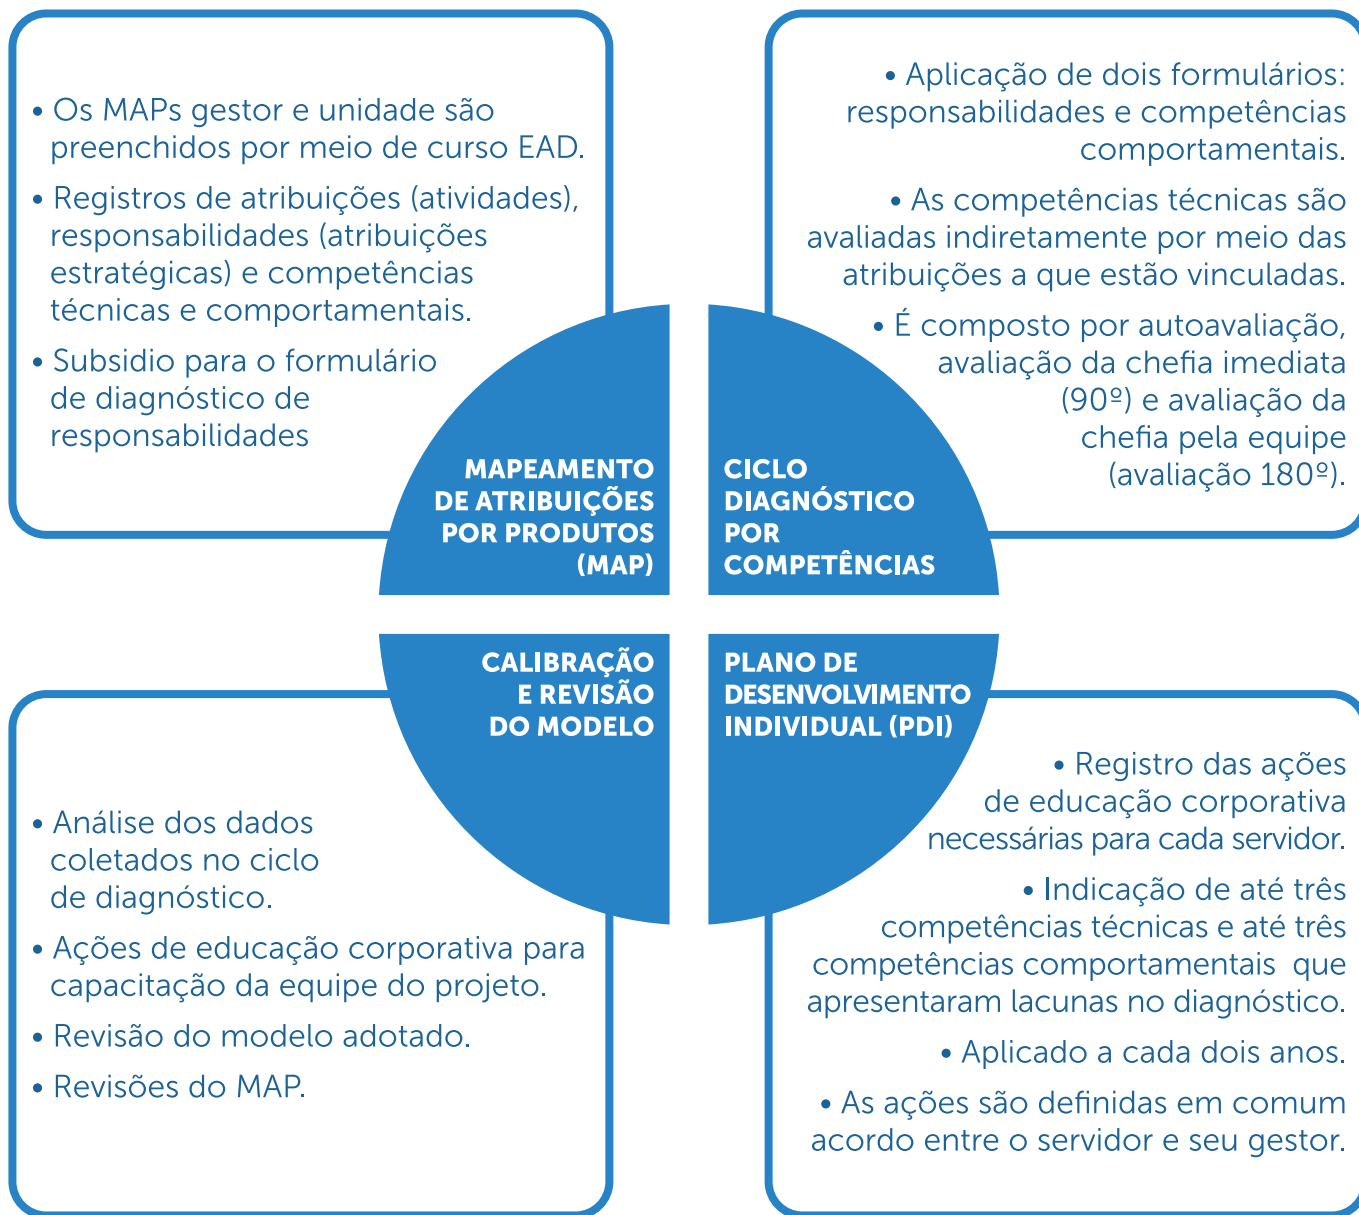 • Os MAPs gestor e unidade são
preenchidos por meio de curso EAD.
• Registros de atribuições (atividades),
responsabilidades (atribuições
estratégicas) e competências
técnicas e comportamentais.
• Subsidio para o formulário
de diagnóstico de
responsabilidades
MAPEAMENTO
DE ATRIBUIÇÕES
POR PRODUTOS
(MAP)
• Aplicação de dois formulários:
responsabilidades e competências
comportamentais.
• As competências técnicas são
avaliadas indiretamente por meio das
atribuições a que estão vinculadas.
• É composto por autoavaliação,
avaliação da chefia imediata
(90º) e avaliação da
chefia pela equipe
(avaliação 180º).
CICLO
DIAGNÓSTICO
POR
COMPETÊNCIAS
CALIBRAÇÃO
E REVISÃO
DO MODELO
• Análise dos dados
coletados no ciclo
de diagnóstico.
• Ações de educação corporativa para
capacitação da equipe do projeto.
• Revisão do modelo adotado.
• Revisões do MAP.
PLANO DE
DESENVOLVIMENTO
INDIVIDUAL (PDI)
• Registro das ações
de educação corporativa
necessárias para cada servidor.
• Indicação de até três
competências técnicas e até três
competências comportamentais que
apresentaram lacunas no diagnóstico.
• Aplicado a cada dois anos.
• As ações são definidas em comum
acordo entre o servidor e seu gestor.